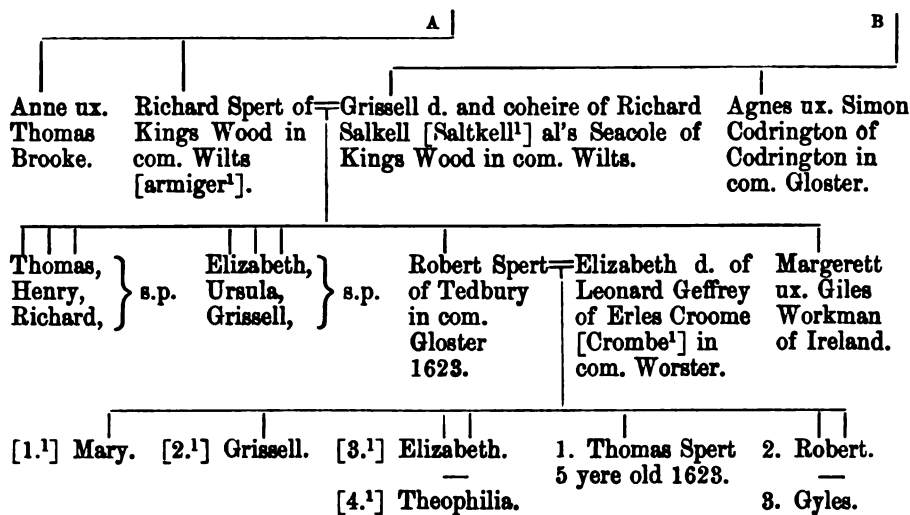 A
B
Anne ux.
Thomas
Brooke.
Richard Spert of
Kings Wood in
com. Wilts
[armiger¹].
Grissell d. and coheire of Richard
Salkell [Saltkell¹] al's Seacole of
Kings Wood in com. Wilts.
Agnes ux. Simon
Codrington of
Codrington in
com. Gloster.
Thomas,
Henry,
Richard,
s.p.
Elizabeth,
Ursula,
Grissell,
s.p.
Robert Spert
of Tedbury
in com.
Gloster
1623.
Elizabeth d. of
Leonard Geffrey
of Erles Croome
[Crombe¹] in
com. Worster.
Margerett
ux. Giles
Workman
of Ireland.
[1.¹] Mary.
[2.¹] Grissell.
[3.¹] Elizabeth.
—
[4.¹] Theophilia.
1. Thomas Spert
5 yere old 1623.
2. Robert.
—
3. Gyles.